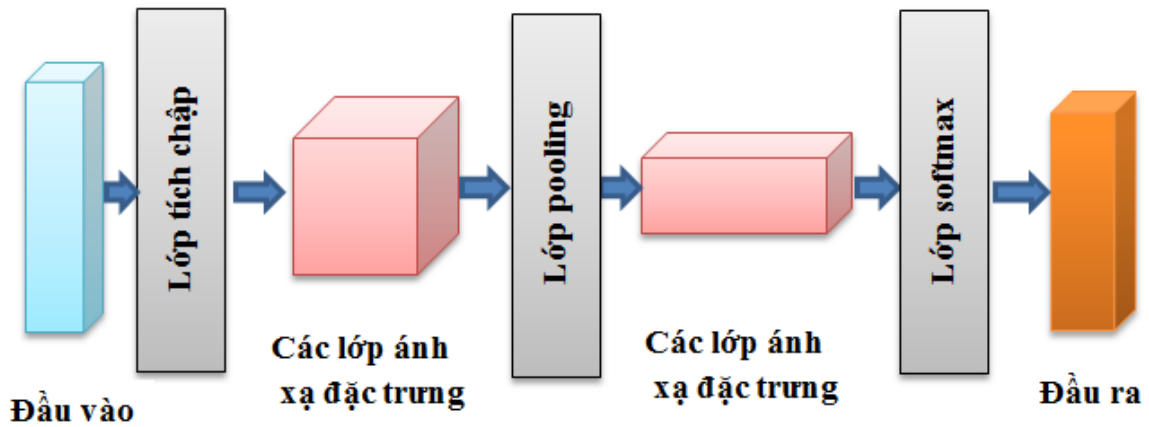 Đầu vào
Lớp tích chập
Các lớp ánh
xạ đặc trưng
Lớp pooling
Các lớp ánh
xạ đặc trưng
Lớp softmax
Đầu ra